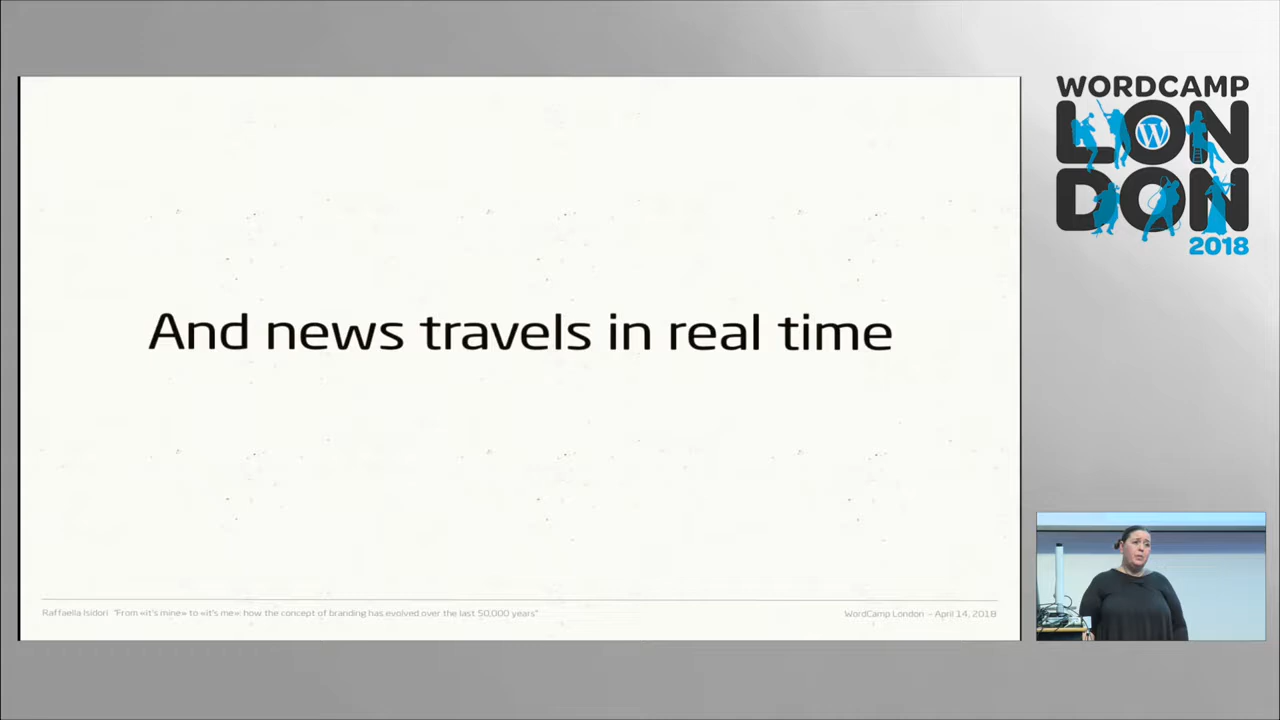 WORDCAMP
LON
DON
2018
And news travels in real time
Raffaella Isidori "From «it's mine» to «it's me»: how the concept of branding has evolved over the last 50,000 years"
WordCamp London – April 14, 2018